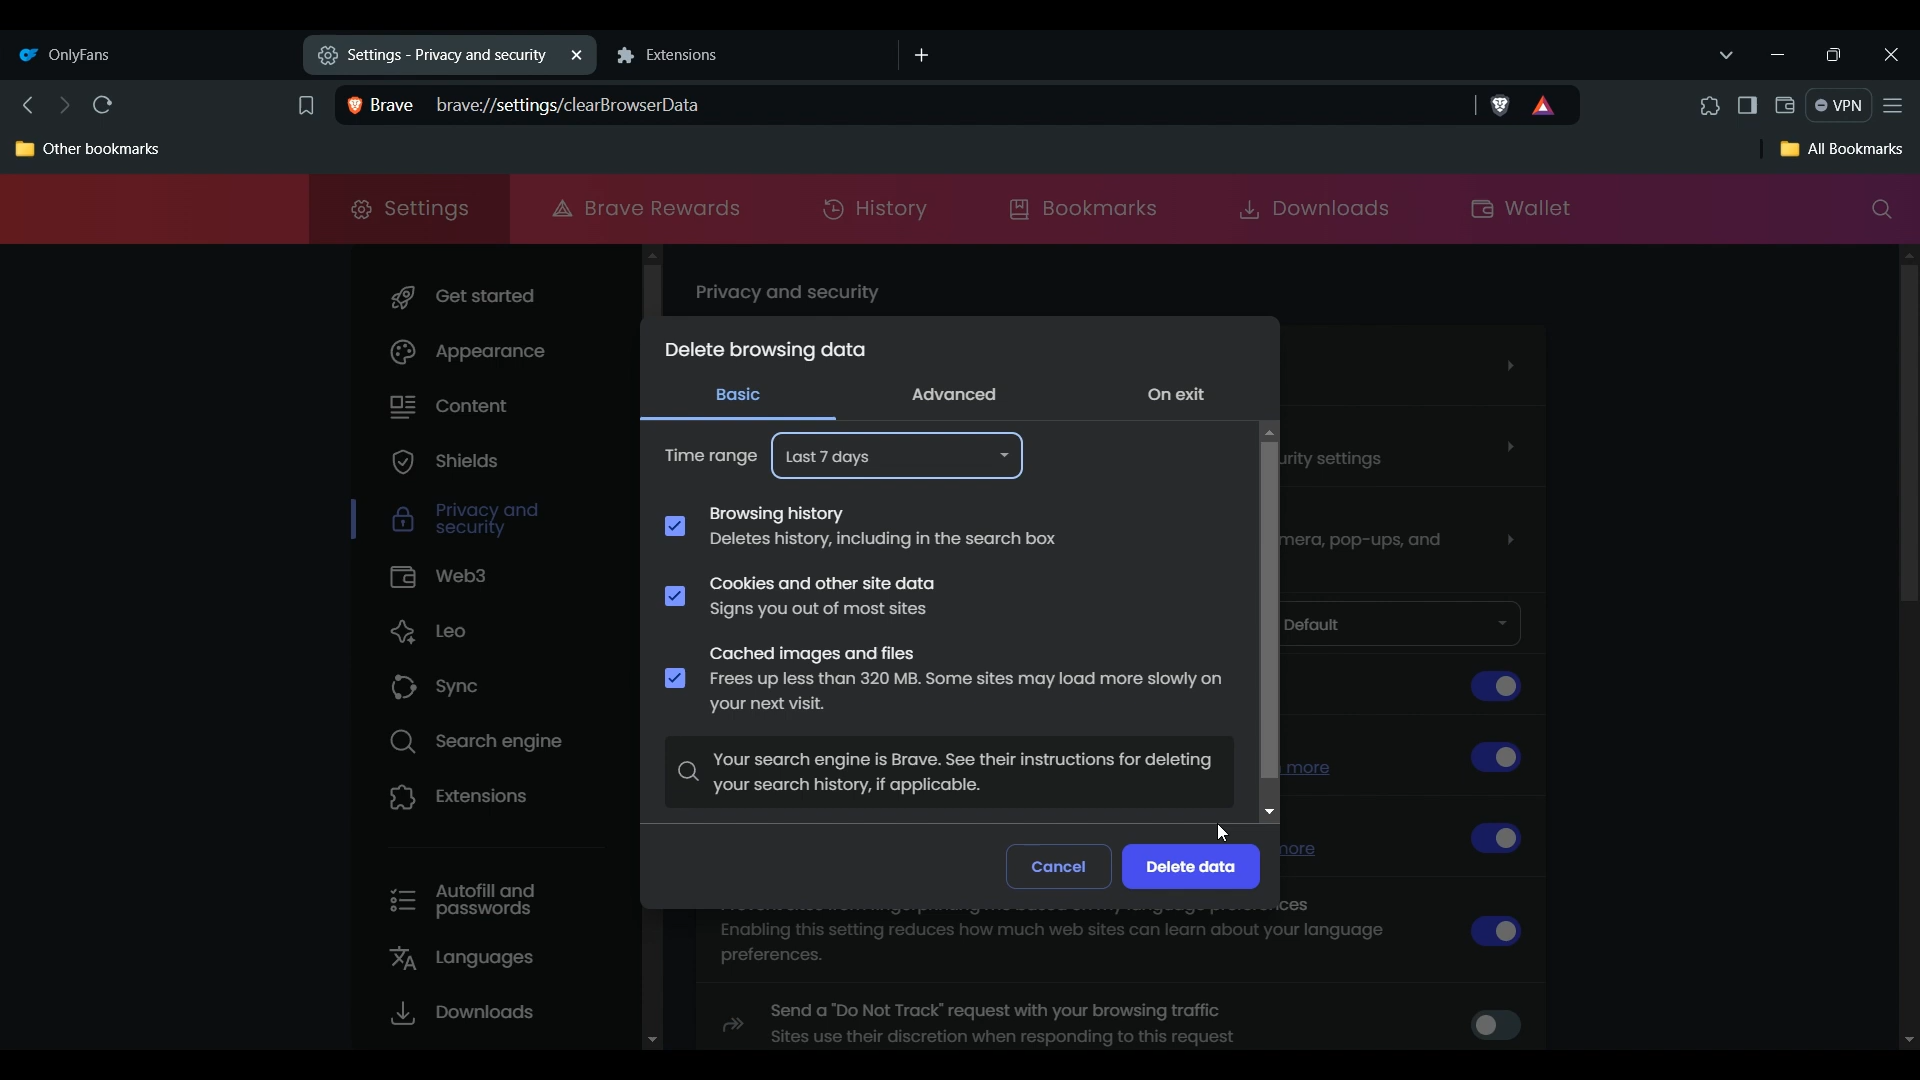 OnlyFans
Settings - Privacy and security
Extensions
Brave
brave://settings/clearBrowserData
VPN
Other bookmarks
All Bookmarks
Settings
Brave Rewards
History
Bookmarks
Downloads
Wallet
Get started
Appearance
Content
Shields
Privacy and
security
Web3
Leo
Sync
Search engine
Extensions
Autofill and
passwords
Languages
Downloads
Privacy and security
Delete browsing data
Basic
Advanced
On exit
Time range
Last 7 days
Browsing history
Deletes history, including in the search box
Cookies and other site data
Signs you out of most sites
Cached images and files
Frees up less than 320 MB. Some sites may load more slowly on
your next visit.
Your search engine is Brave. See their instructions for deleting
your search history, if applicable.
Cancel
Delete data
settings
pop-ups, and
Default
more
Enabling this setting reduces how much web sites can learn about your language
preferences.
Send a "Do Not Track" request with your browsing traffic
Sites use their discretion when responding to this request